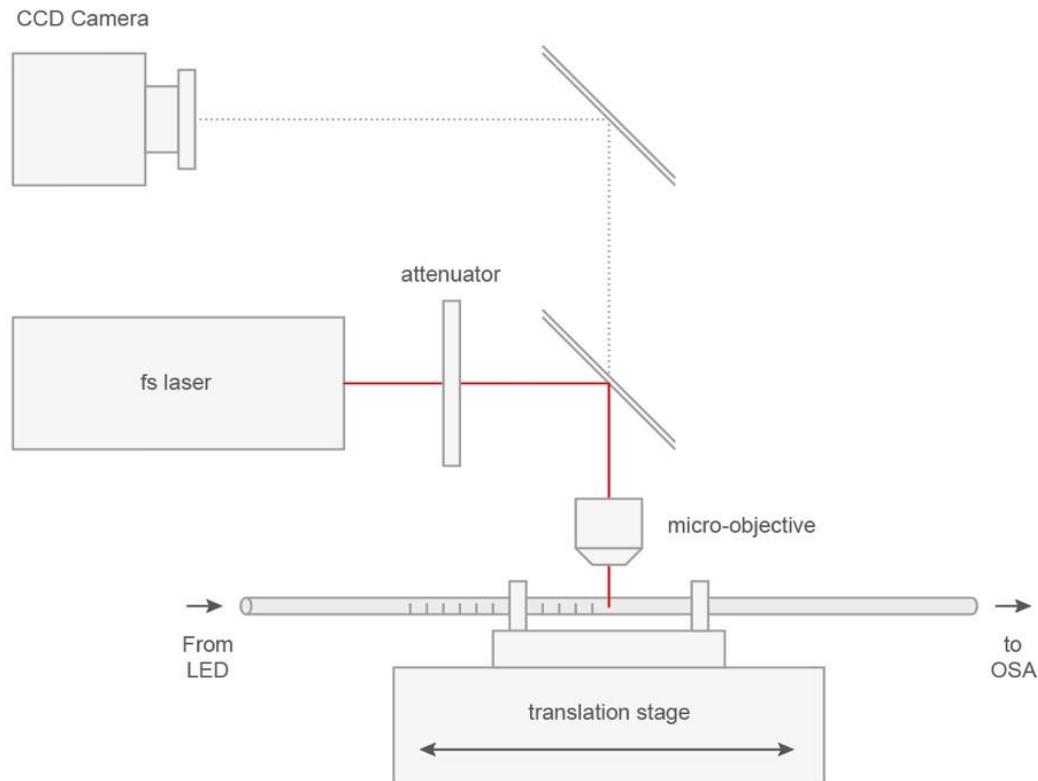 CCD Camera
attenuator
fs laser
micro-objective
From
LED
to
OSA
translation stage